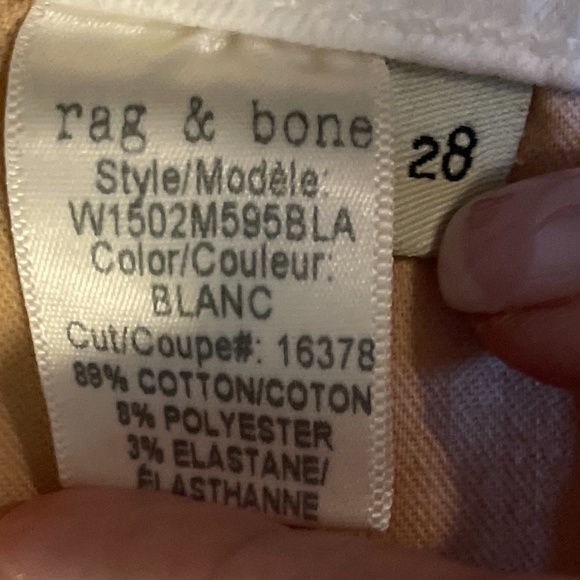 rag & bone
Style/Modèle:
W1502M595BLA
Color/Couleur:
BLANC
Cut/Coupe#: 16378
89% COTTON/COTON
8% POLYESTER
3% ELASTANE/
ÉLASTHANNE
28